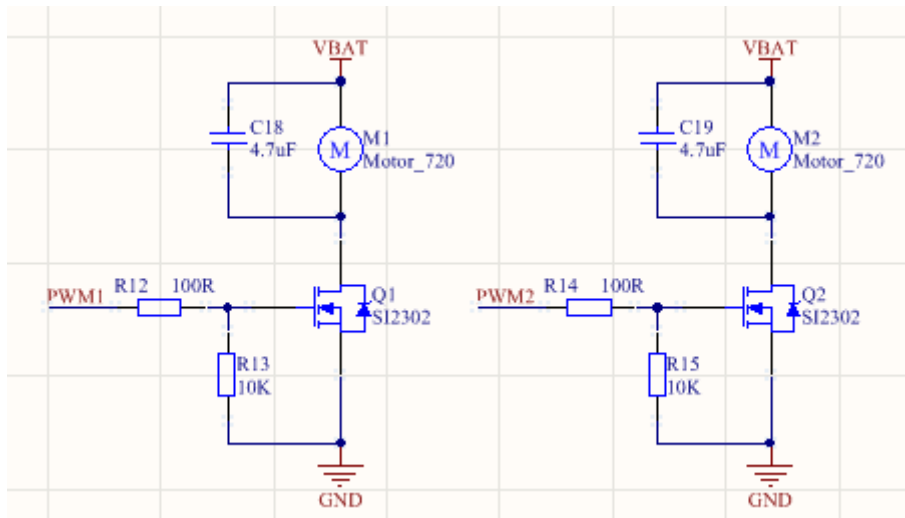 VBAT
C18
4.7uF
M
M1
Motor_720
PWM1
R12
100R
Q1
SI2302
R13
10K
GND
VBAT
C19
4.7uF
M
M2
Motor_720
PWM2
R14
100R
Q2
SI2302
R15
10K
GND